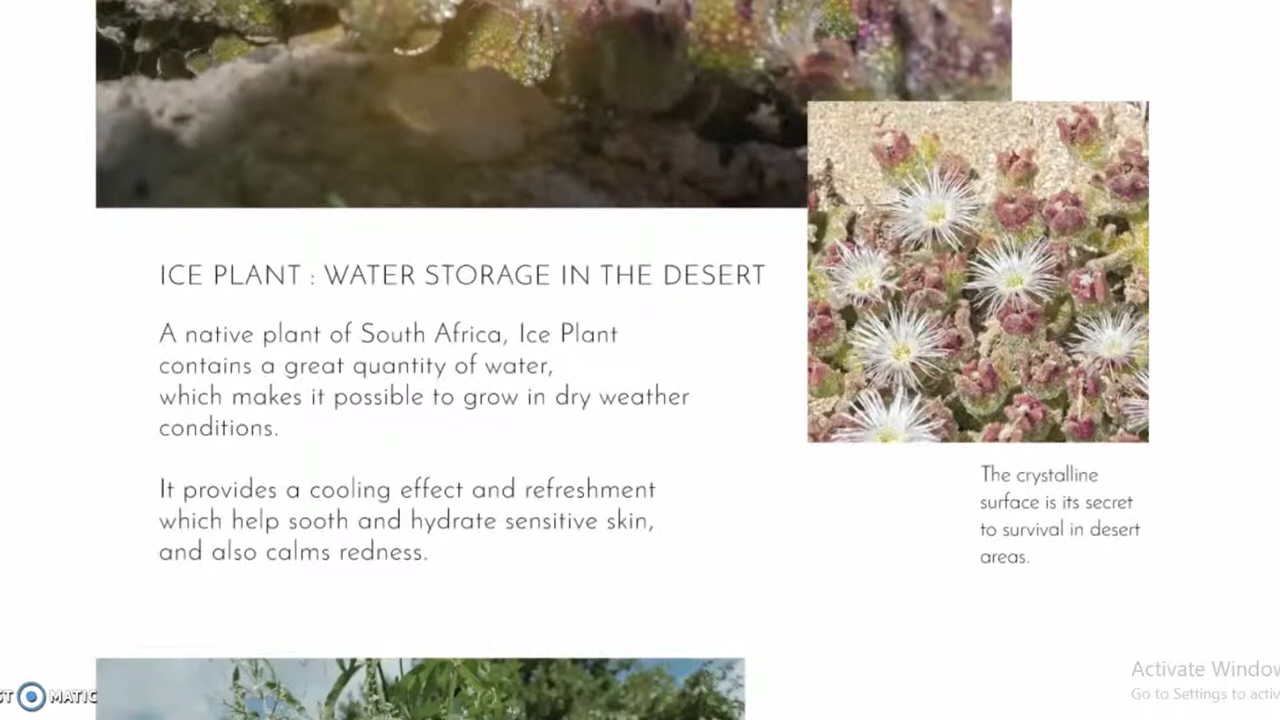 ICE PLANT : WATER STORAGE IN THE DESERT
A native plant of South Africa, Ice Plant
contains a great quantity of water,
which makes it possible to grow in dry weather
conditions.
It provides a cooling effect and refreshment
which help sooth and hydrate sensitive skin,
and also calms redness.
The crystalline
surface is its secret
to survival in desert
areas.
Activate Window
Go to Settings to activ
ST MATIC